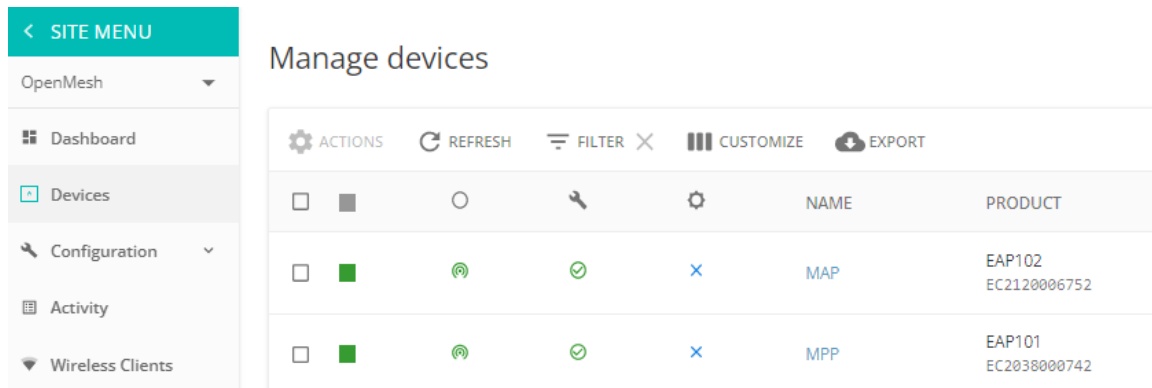 SITE MENU
OpenMesh
Dashboard
Devices
Configuration
Activity
Wireless Clients
Manage devices
ACTIONS REFRESH FILTER CUSTOMIZE EXPORT
NAME PRODUCT
MAP EAP102
EC2120006752
MPP EAP101
EC2038000742